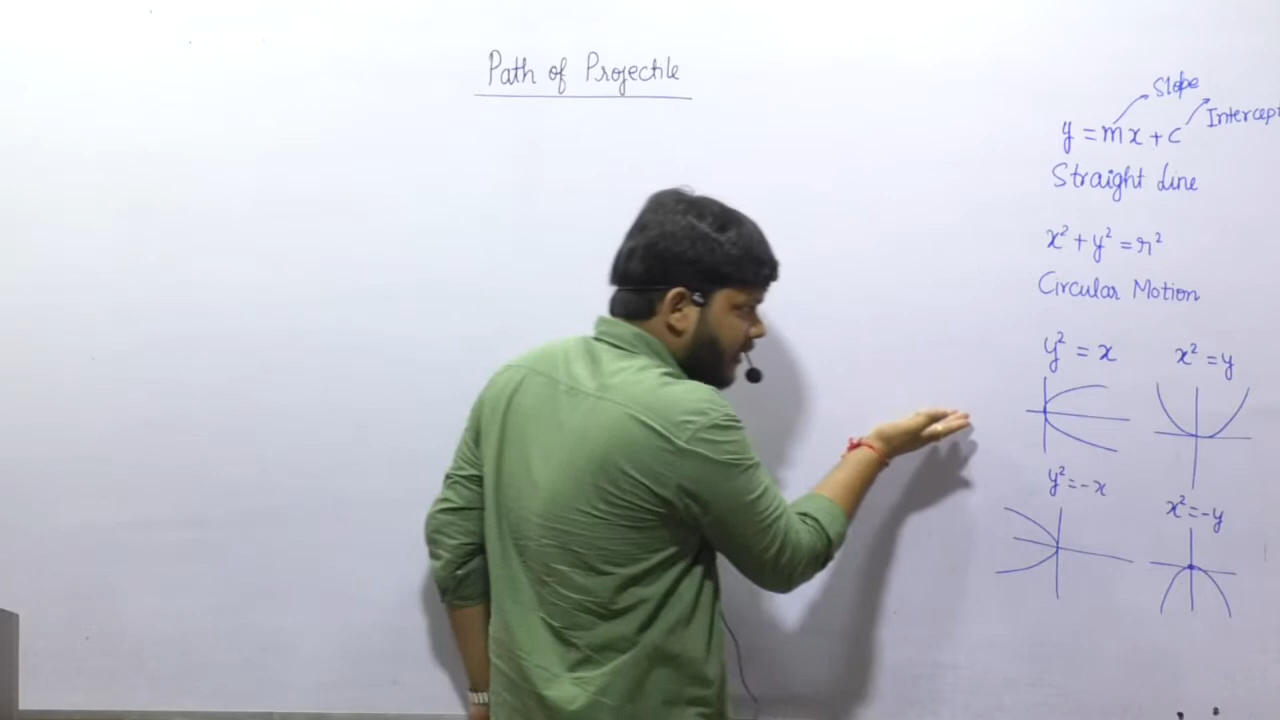 Path of Projectile
Slope
Intercept
y = mx + c
Straight Line
x² + y² = r²
Circular Motion
y² = x
x² = y
y² = -x
x² = -y